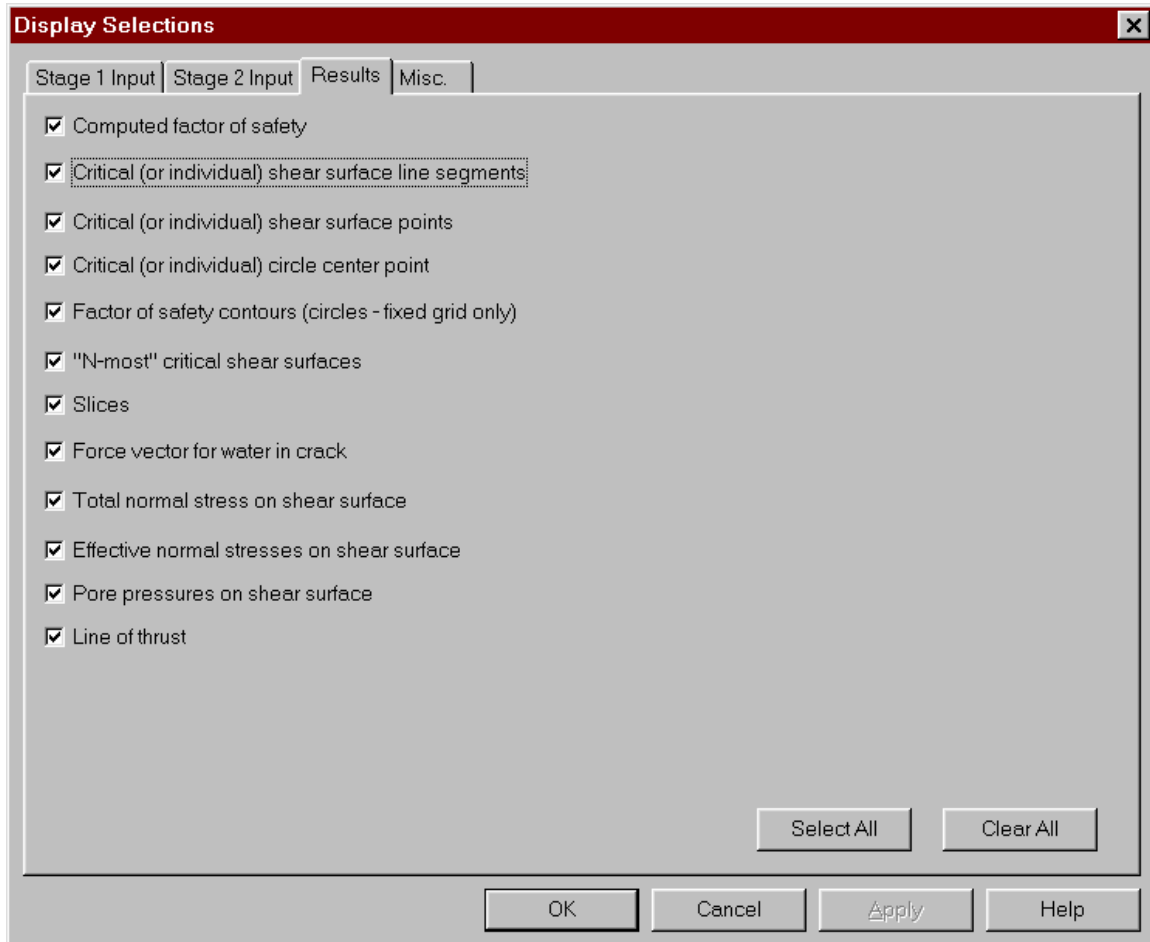 Display Selections
Stage 1 Input Stage 2 Input Results Misc.
Computed factor of safety
Critical (or individual) shear surface line segments
Critical (or individual) shear surface points
Critical (or individual) circle center point
Factor of safety contours (circles - fixed grid only)
"N-most" critical shear surfaces
Slices
Force vector for water in crack
Total normal stress on shear surface
Effective normal stresses on shear surface
Pore pressures on shear surface
Line of thrust
Select All Clear All
OK Cancel Apply Help